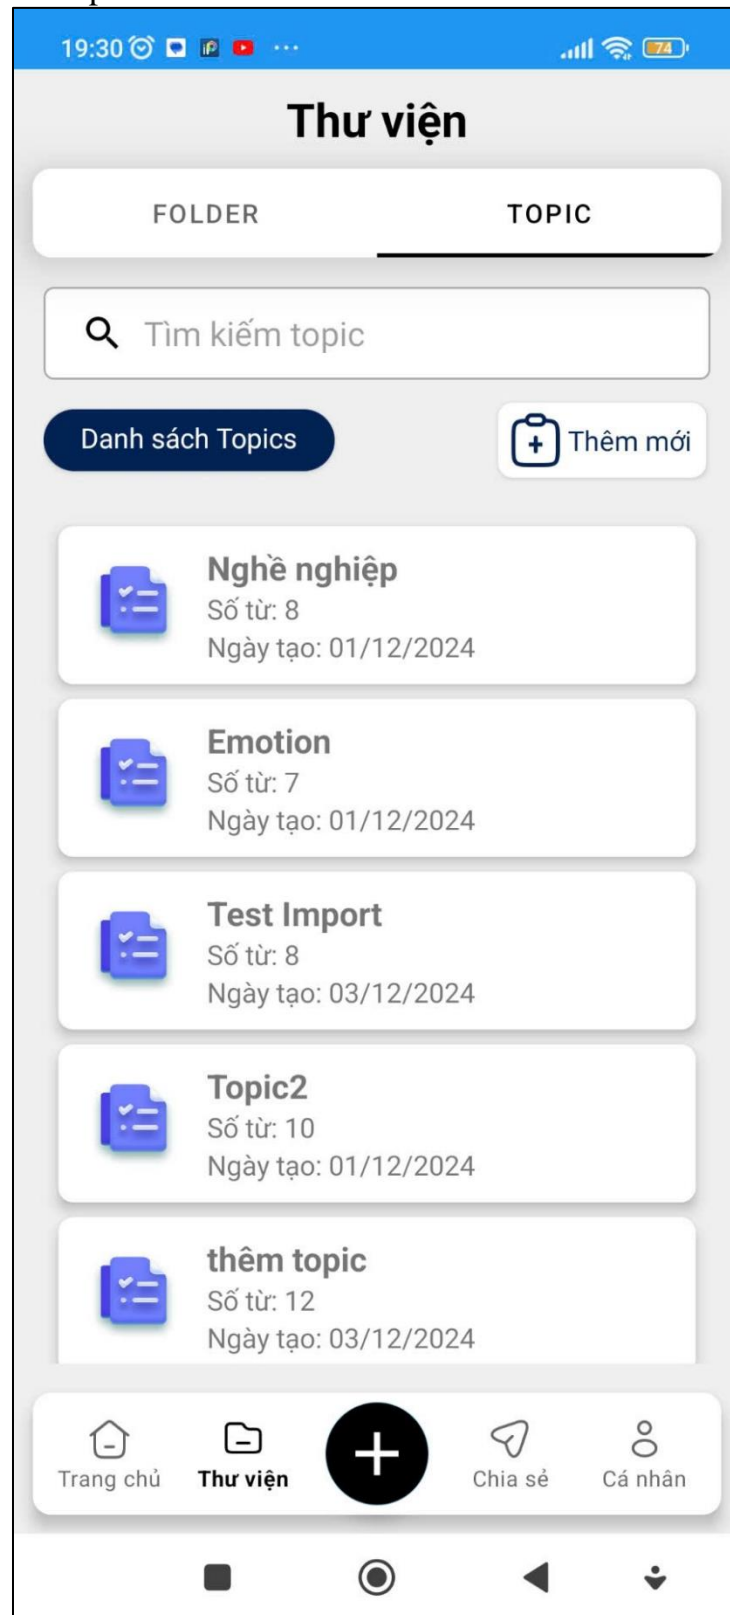 19:30
74
Thư viện
FOLDER
TOPIC
Tìm kiếm topic
Danh sách Topics
Thêm mới
Nghề nghiệp
Số từ: 8
Ngày tạo: 01/12/2024
Emotion
Số từ: 7
Ngày tạo: 01/12/2024
Test Import
Số từ: 8
Ngày tạo: 03/12/2024
Topic2
Số từ: 10
Ngày tạo: 01/12/2024
thêm topic
Số từ: 12
Ngày tạo: 03/12/2024
Trang chủ
Thư viện
Chia sẻ
Cá nhân